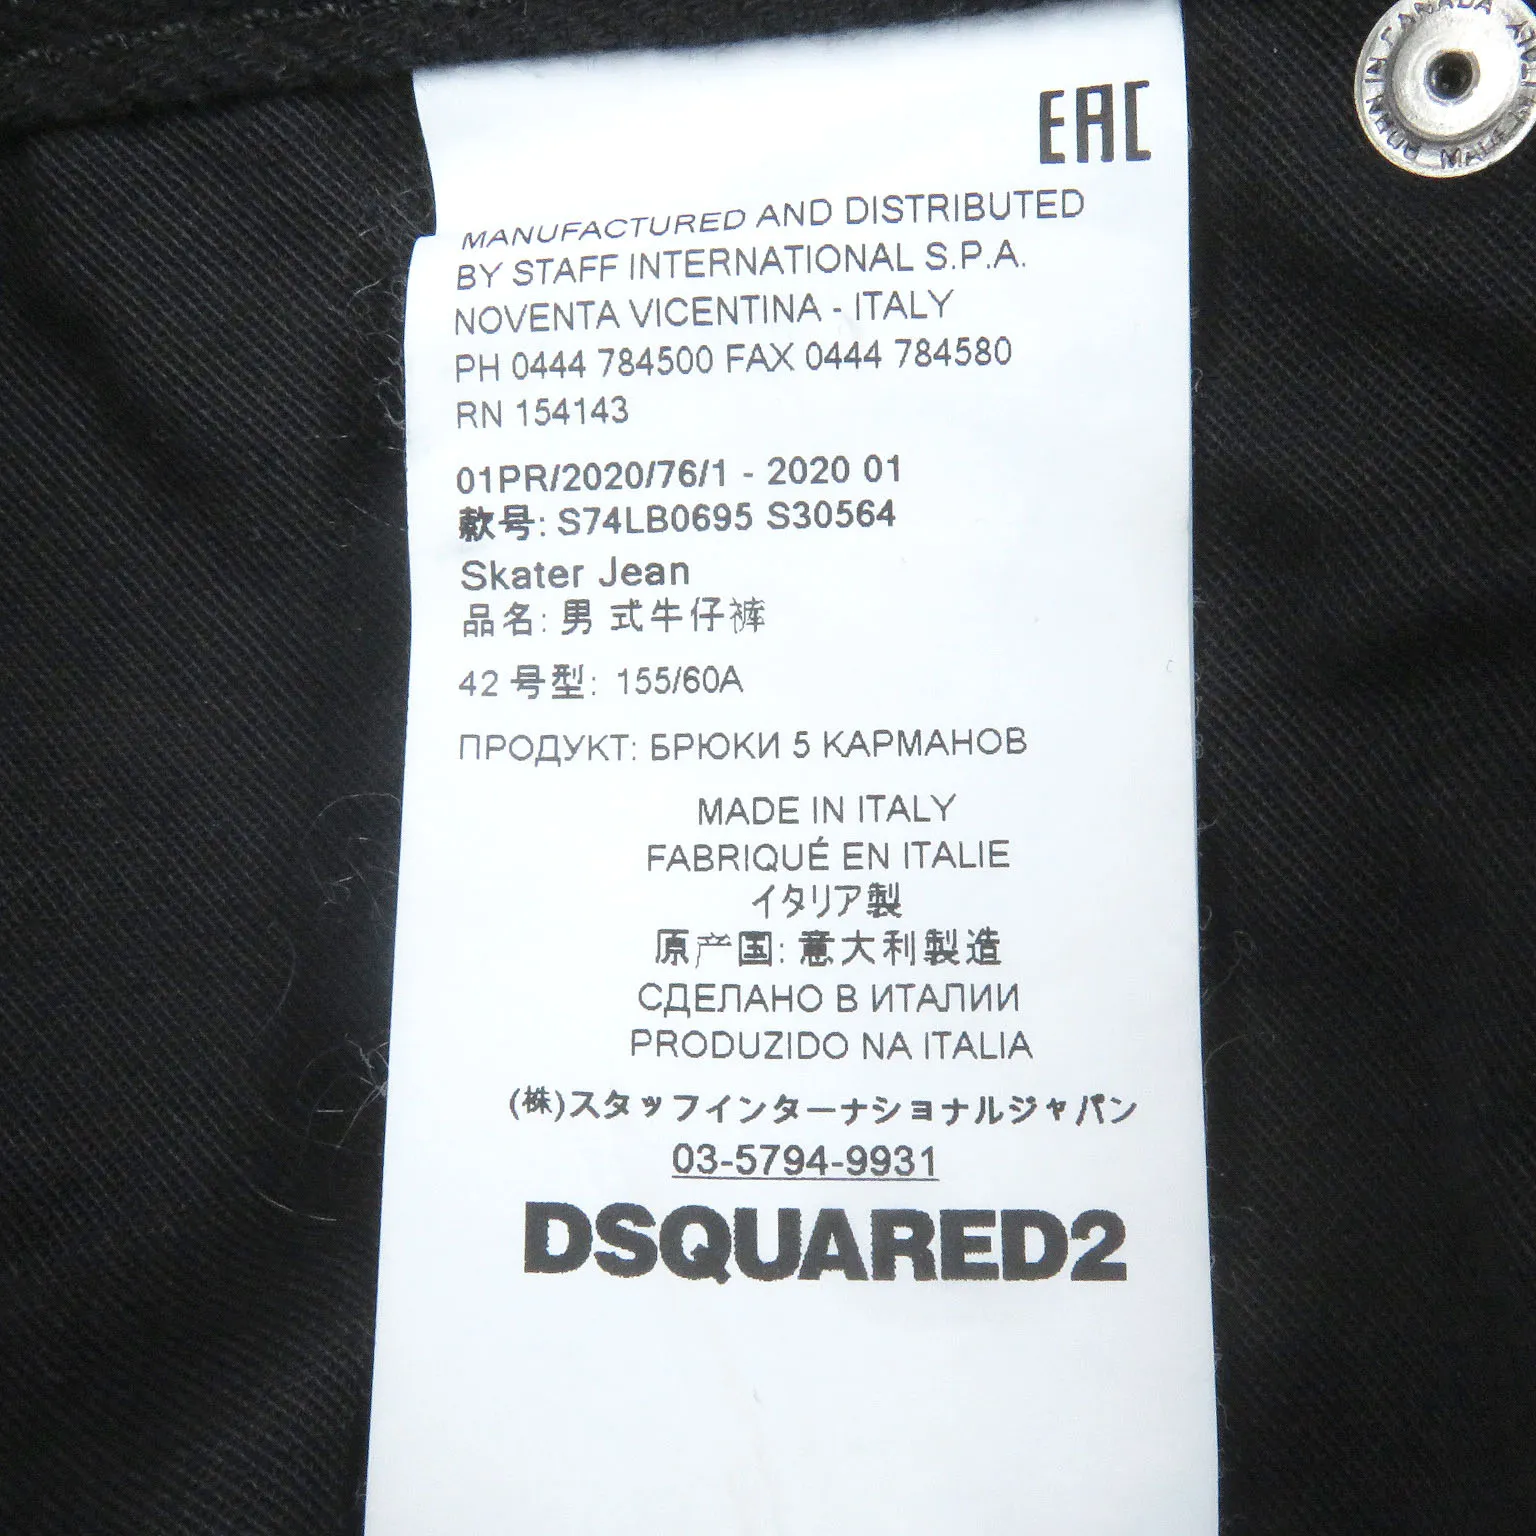 EAC
MANUFACTURED AND DISTRIBUTED
BY STAFF INTERNATIONAL S.P.A.
NOVENTA VICENTINA - ITALY
PH 0444 784500 FAX 0444 784580
RN 154143
01PR/2020/76/1 - 2020 01
款号: S74LB0695 S30564
Skater Jean
品名: 男 式牛仔裤
42 号型: 155/60A
ПРОДУКТ: БРЮКИ 5 КАРМАНОВ
MADE IN ITALY
FABRIQUÉ EN ITALIE
イタリア製
原产国: 意大利製造
СДЕЛАНО В ИТАЛИИ
PRODUZIDO NA ITALIA
(株)スタッフインターナショナルジャパン
03-5794-9931
DSQUARED2
IN CANADA
MADE